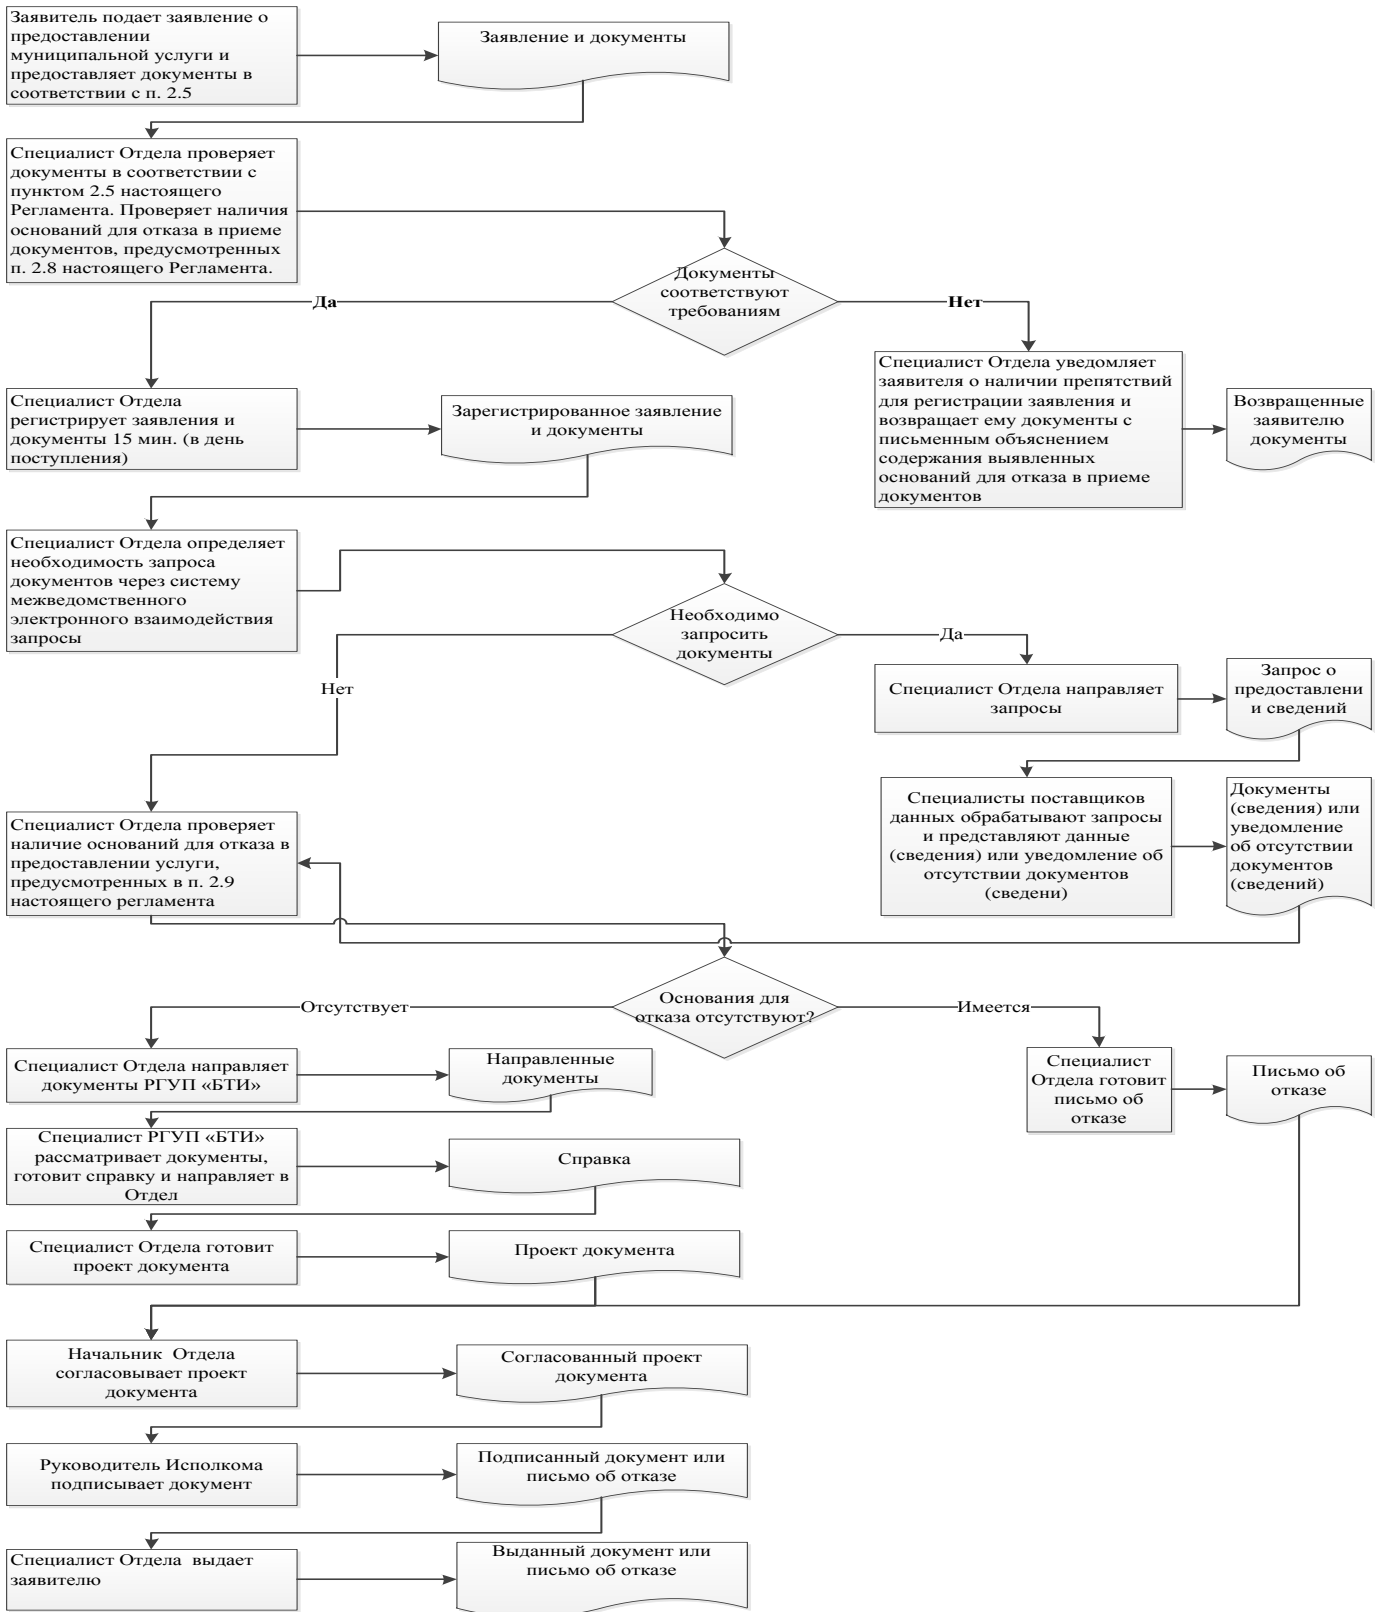 Заявитель подает заявление о
предоставлении
муниципальной услуги и
предоставляет документы в
соответствии с п. 2.5
Заявление и документы
Специалист Отдела проверяет
документы в соответствии с
пунктом 2.5 настоящего
Регламента. Проверяет наличия
оснований для отказа в приеме
документов, предусмотренных
п. 2.8 настоящего Регламента.
Документы
соответствуют
требованиям
Да
Нет
Специалист Отдела
регистрирует заявления и
документы 15 мин. (в день
поступления)
Зарегистрированное заявление
и документы
Специалист Отдела уведомляет
заявителя о наличии препятствий
для регистрации заявления и
возвращает ему документы с
письменным объяснением
содержания выявленных
оснований для отказа в приеме
документов
Возвращенные
заявителю
документы
Специалист Отдела определяет
необходимость запроса
документов через систему
межведомственного
электронного взаимодействия
запросы
Необходимо
запросить
документы
Да
Нет
Специалист Отдела направляет
запросы
Запрос о
предоставлени
и сведений
Специалисты поставщиков
данных обрабатывают запросы
и представляют данные
(сведения) или уведомление об
отсутствии документов
(сведени)
Документы
(сведения) или
уведомление
об отсутствии
документов
(сведений)
Специалист Отдела проверяет
наличие оснований для отказа в
предоставлении услуги,
предусмотренных в п. 2.9
настоящего регламента
Основания для
отказа отсутствуют?
Отсутствует
Имеется
Специалист Отдела направляет
документы РГУП «БТИ»
Направленные
документы
Специалист
Отдела готовит
письмо об
отказе
Письмо об
отказе
Специалист РГУП «БТИ»
рассматривает документы,
готовит справку и направляет в
Отдел
Справка
Специалист Отдела готовит
проект документа
Проект документа
Начальник  Отдела
согласовывает проект
документа
Согласованный проект
документа
Руководитель Исполкома
подписывает документ
Подписанный документ или
письмо об отказе
Специалист Отдела  выдает
заявителю
Выданный документ или
письмо об отказе